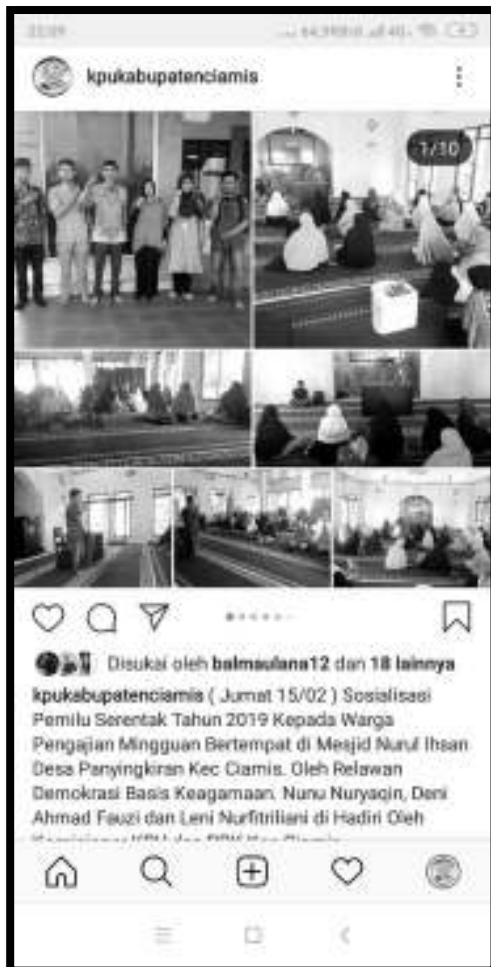 kpukabupatenciamis
1/10
Disukai oleh balmaulana12 dan 18 lainnya
kpukabupatenciamis ( Jumat 15/02 ) Sosialisasi
Pemilu Serentak Tahun 2019 Kepada Warga
Pengajian Mingguan Bertempat di Mesjid Nurul Ihsan
Desa Panyingkiran Kec Ciamis. Oleh Relawan
Demokrasi Basis Keagamaan. Nunu Nuryaqin, Deni
Ahmad Fauzi dan Leni Nurfitriliani di Hadiri Oleh